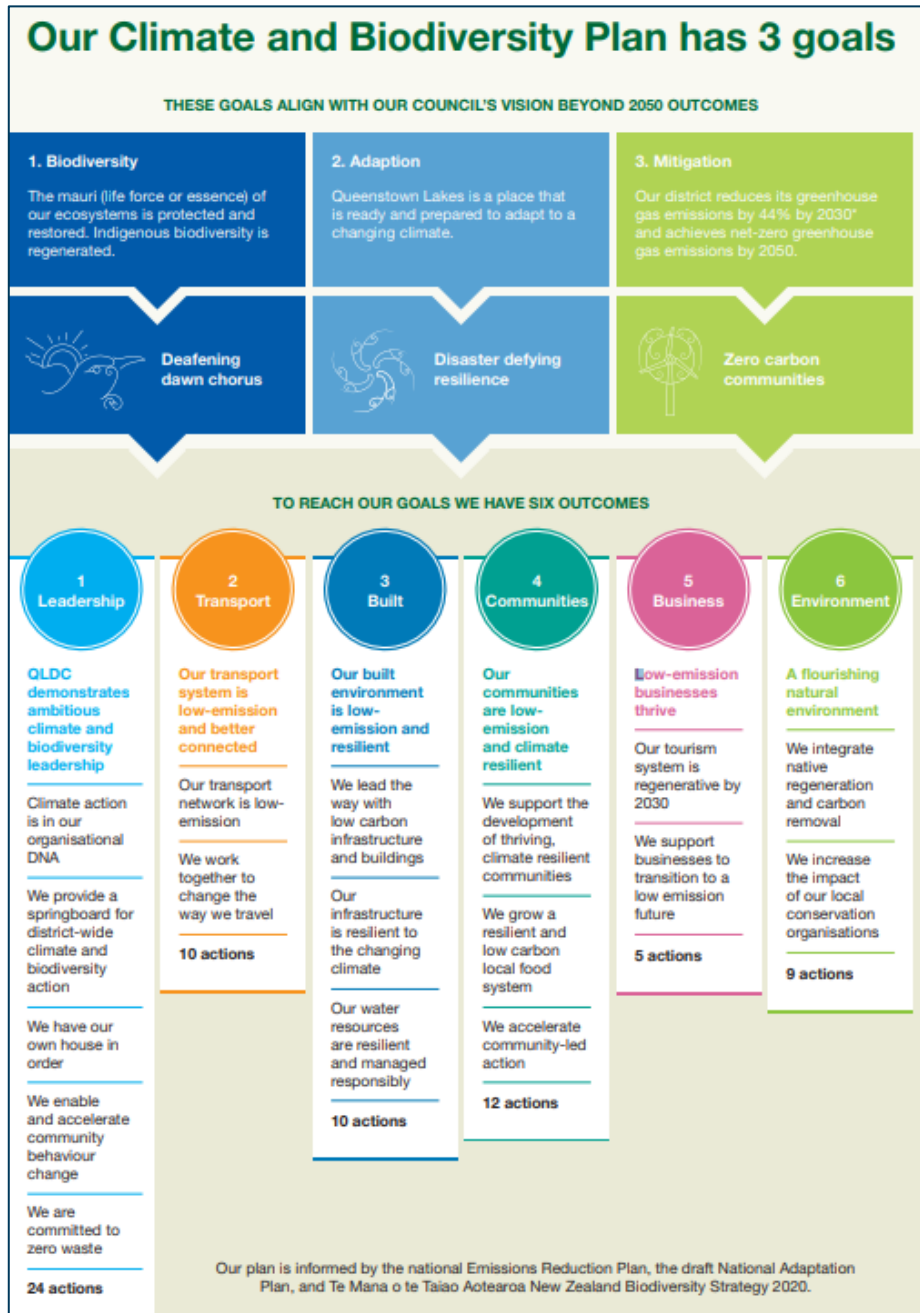 Our Climate and Biodiversity Plan has 3 goals
THESE GOALS ALIGN WITH OUR COUNCIL'S VISION BEYOND 2050 OUTCOMES
1. Biodiversity
The mauri (life force or essence) of
our ecosystems is protected and
restored. Indigenous biodiversity is
regenerated.
2. Adaption
Queenstown Lakes is a place that
is ready and prepared to adapt to a
changing climate.
3. Mitigation
Our district reduces its greenhouse
gas emissions by 44% by 2030*
and achieves net-zero greenhouse
gas emissions by 2050.
Deafening
dawn chorus
Disaster defying
resilience
Zero carbon
communities
TO REACH OUR GOALS WE HAVE SIX OUTCOMES
1
Leadership
QLDC
demonstrates
ambitious
climate and
biodiversity
leadership
Climate action
is in our
organisational
DNA
We provide a
springboard for
district-wide
climate and
biodiversity
action
We have our
own house in
order
We enable
and accelerate
community
behaviour
change
We are
committed to
zero waste
24 actions
2
Transport
Our transport
system is
low-emission
and better
connected
Our transport
network is low-
emission
We work
together to
change the
way we travel
10 actions
3
Built
Our built
environment
is low-
emission and
resilient
We lead the
way with
low carbon
infrastructure
and buildings
Our
infrastructure
is resilient to
the changing
climate
Our water
resources
are resilient
and managed
responsibly
10 actions
4
Communities
Our
communities
are low-
emission
and climate
resilient
We support the
development
of thriving,
climate resilient
communities
We grow a
resilient and
low carbon
local food
system
We accelerate
community-led
action
12 actions
5
Business
Low-emission
businesses
thrive
Our tourism
system is
regenerative by
2030
We support
businesses to
transition to a
low emission
future
5 actions
6
Environment
A flourishing
natural
environment
We integrate
native
regeneration
and carbon
removal
We increase
the impact
of our local
conservation
organisations
9 actions
Our plan is informed by the national Emissions Reduction Plan, the draft National Adaptation
Plan, and Te Mana o te Taiao Aotearoa New Zealand Biodiversity Strategy 2020.